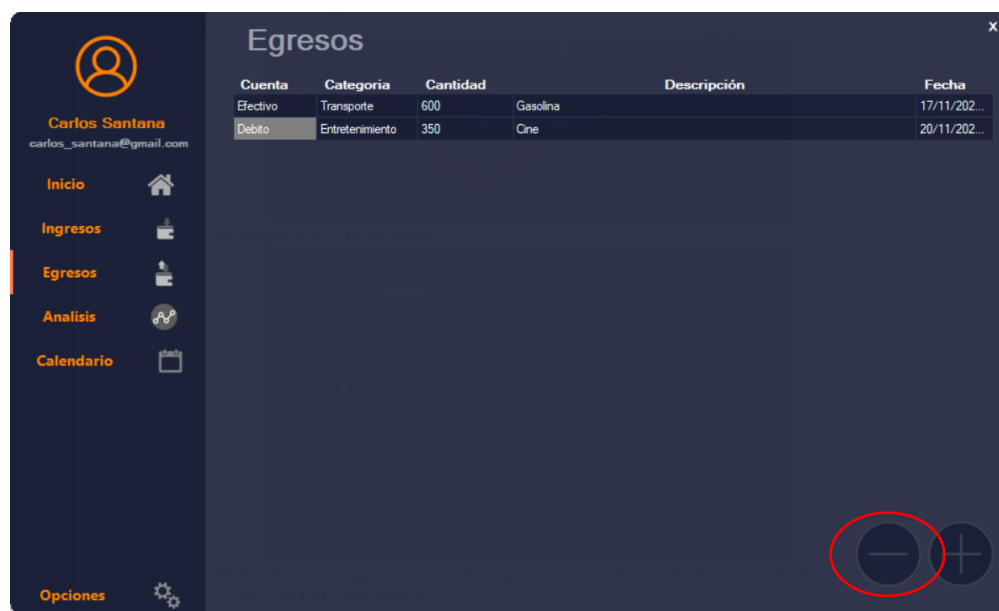 x
Egresos
Cuenta Categoria Cantidad Descripción Fecha
Efectivo Transporte 600 Gasolina 17/11/202...
Debito Entretenimiento 350 Cine 20/11/202...
Carlos Santana
carlos_santana@gmail.com
Inicio
Ingresos
Egresos
Analisis
Calendario
Opciones